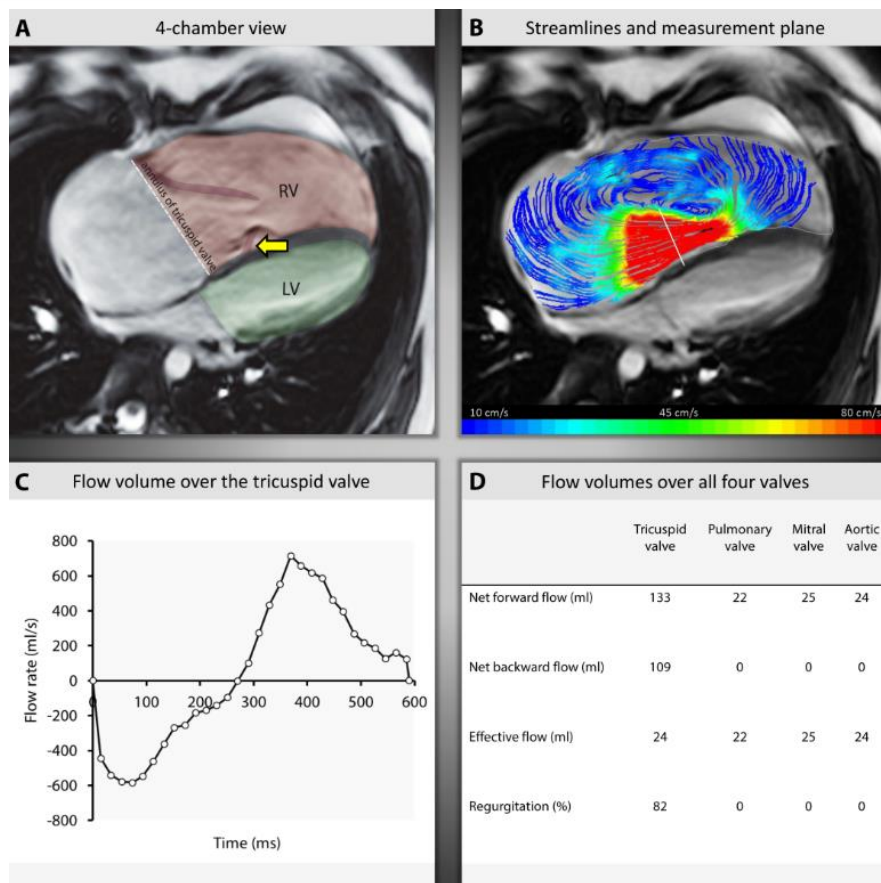 A 4-chamber view
annulus of tricuspid valve
RV
LV
B Streamlines and measurement plane
10 cm/s 45 cm/s 80 cm/s
C Flow volume over the tricuspid valve
Flow rate (ml/s)
800
600
400
200
0
-200
-400
-600
-800
0 100 200 300 400 500 600
Time (ms)
D Flow volumes over all four valves
Tricuspid valve Pulmonary valve Mitral valve Aortic valve
Net forward flow (ml) 133 22 25 24
Net backward flow (ml) 109 0 0 0
Effective flow (ml) 24 22 25 24
Regurgitation (%) 82 0 0 0